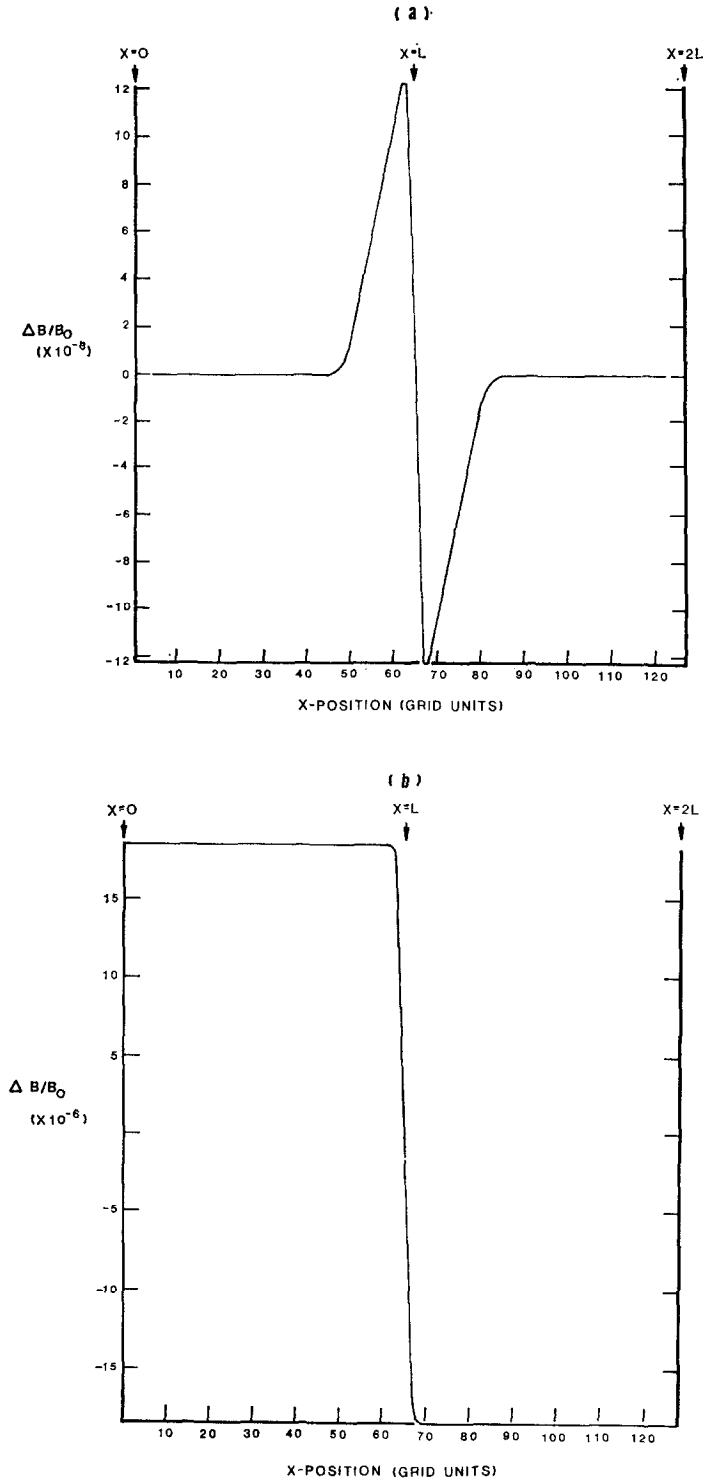 (a)
X=0 X=L X=2L
12
10
8
6
4
2
0
-2
-4
-6
-8
-10
-12
ΔB/B₀
(X10⁻⁸)
10 20 30 40 50 60 70 80 90 100 110 120
X-POSITION (GRID UNITS)
(b)
X=0 X=L X=2L
15
10
5
-5
-10
-15
Δ B/B₀
(X10⁻⁶)
10 20 30 40 50 60 70 80 90 100 110 120
X-POSITION (GRID UNITS)